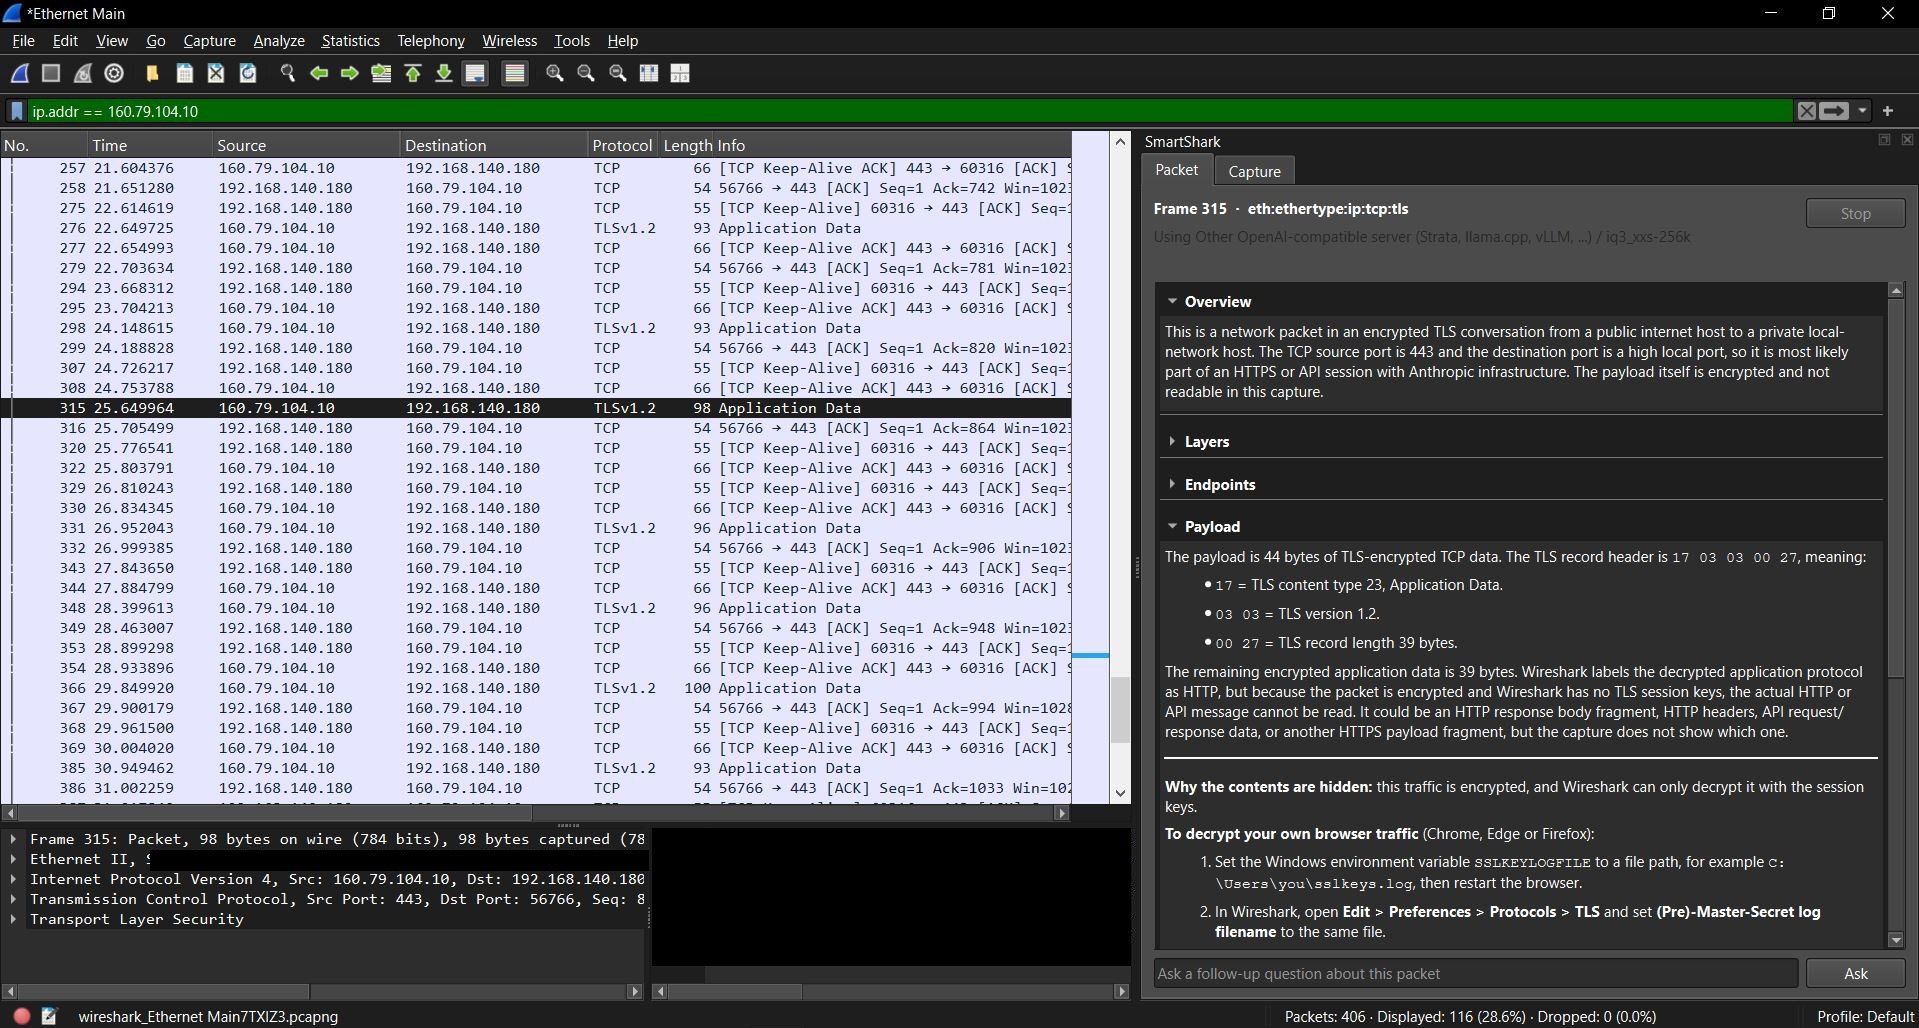 *Ethernet Main
File Edit View Go Capture Analyze Statistics Telephony Wireless Tools Help
ip.addr == 160.79.104.10
No. Time Source Destination Protocol Length Info
257 21.604376 160.79.104.10 192.168.140.180 TCP 66 [TCP Keep-Alive ACK] 443 → 60316 [ACK]
258 21.651280 192.168.140.180 160.79.104.10 TCP 54 56766 → 443 [ACK] Seq=1 Ack=742 Win=1023
275 22.614619 192.168.140.180 160.79.104.10 TCP 55 [TCP Keep-Alive] 60316 → 443 [ACK] Seq=1
276 22.649725 160.79.104.10 192.168.140.180 TLSv1.2 93 Application Data
277 22.654993 160.79.104.10 192.168.140.180 TCP 66 [TCP Keep-Alive ACK] 443 → 60316 [ACK]
279 22.703634 192.168.140.180 160.79.104.10 TCP 54 56766 → 443 [ACK] Seq=1 Ack=781 Win=1023
294 23.668312 192.168.140.180 160.79.104.10 TCP 55 [TCP Keep-Alive] 60316 → 443 [ACK] Seq=1
295 23.704213 160.79.104.10 192.168.140.180 TCP 66 [TCP Keep-Alive ACK] 443 → 60316 [ACK]
298 24.148615 160.79.104.10 192.168.140.180 TLSv1.2 93 Application Data
299 24.188828 192.168.140.180 160.79.104.10 TCP 54 56766 → 443 [ACK] Seq=1 Ack=820 Win=1023
307 24.726217 192.168.140.180 160.79.104.10 TCP 55 [TCP Keep-Alive] 60316 → 443 [ACK] Seq=1
308 24.753788 160.79.104.10 192.168.140.180 TCP 66 [TCP Keep-Alive ACK] 443 → 60316 [ACK]
315 25.649964 160.79.104.10 192.168.140.180 TLSv1.2 98 Application Data
316 25.705499 192.168.140.180 160.79.104.10 TCP 54 56766 → 443 [ACK] Seq=1 Ack=864 Win=1023
320 25.776541 192.168.140.180 160.79.104.10 TCP 55 [TCP Keep-Alive] 60316 → 443 [ACK] Seq=1
322 25.803791 160.79.104.10 192.168.140.180 TCP 66 [TCP Keep-Alive ACK] 443 → 60316 [ACK]
329 26.810243 192.168.140.180 160.79.104.10 TCP 55 [TCP Keep-Alive] 60316 → 443 [ACK] Seq=1
330 26.834345 160.79.104.10 192.168.140.180 TCP 66 [TCP Keep-Alive ACK] 443 → 60316 [ACK]
331 26.952043 160.79.104.10 192.168.140.180 TLSv1.2 96 Application Data
332 26.999385 192.168.140.180 160.79.104.10 TCP 54 56766 → 443 [ACK] Seq=1 Ack=906 Win=1023
343 27.843650 192.168.140.180 160.79.104.10 TCP 55 [TCP Keep-Alive] 60316 → 443 [ACK] Seq=1
344 27.884799 160.79.104.10 192.168.140.180 TCP 66 [TCP Keep-Alive ACK] 443 → 60316 [ACK]
348 28.399613 160.79.104.10 192.168.140.180 TLSv1.2 96 Application Data
349 28.463007 192.168.140.180 160.79.104.10 TCP 54 56766 → 443 [ACK] Seq=1 Ack=948 Win=1023
353 28.899298 192.168.140.180 160.79.104.10 TCP 55 [TCP Keep-Alive] 60316 → 443 [ACK] Seq=1
354 28.933896 160.79.104.10 192.168.140.180 TCP 66 [TCP Keep-Alive ACK] 443 → 60316 [ACK]
366 29.849920 160.79.104.10 192.168.140.180 TLSv1.2 100 Application Data
367 29.900179 192.168.140.180 160.79.104.10 TCP 54 56766 → 443 [ACK] Seq=1 Ack=994 Win=1028
368 29.961500 192.168.140.180 160.79.104.10 TCP 55 [TCP Keep-Alive] 60316 → 443 [ACK] Seq=1
369 30.004020 160.79.104.10 192.168.140.180 TCP 66 [TCP Keep-Alive ACK] 443 → 60316 [ACK]
385 30.949462 160.79.104.10 192.168.140.180 TLSv1.2 93 Application Data
386 31.002259 192.168.140.180 160.79.104.10 TCP 54 56766 → 443 [ACK] Seq=1 Ack=1033 Win=102
Frame 315: Packet, 98 bytes on wire (784 bits), 98 bytes captured (78
Ethernet II,
Internet Protocol Version 4, Src: 160.79.104.10, Dst: 192.168.140.180
Transmission Control Protocol, Src Port: 443, Dst Port: 56766, Seq: 8
Transport Layer Security
SmartShark
Packet Capture
Frame 315 · eth:ethertype:ip:tcp:tls
Stop
Using Other OpenAI-compatible server (Strata, llama.cpp, vLLM, ...) / iq3_xxs-256k
Overview
This is a network packet in an encrypted TLS conversation from a public internet host to a private local-
network host. The TCP source port is 443 and the destination port is a high local port, so it is most likely
part of an HTTPS or API session with Anthropic infrastructure. The payload itself is encrypted and not
readable in this capture.
Layers
Endpoints
Payload
The payload is 44 bytes of TLS-encrypted TCP data. The TLS record header is 17 03 03 00 27, meaning:
• 17 = TLS content type 23, Application Data.
• 03 03 = TLS version 1.2.
• 00 27 = TLS record length 39 bytes.
The remaining encrypted application data is 39 bytes. Wireshark labels the decrypted application protocol
as HTTP, but because the packet is encrypted and Wireshark has no TLS session keys, the actual HTTP or
API message cannot be read. It could be an HTTP response body fragment, HTTP headers, API request/
response data, or another HTTPS payload fragment, but the capture does not show which one.
Why the contents are hidden: this traffic is encrypted, and Wireshark can only decrypt it with the session
keys.
To decrypt your own browser traffic (Chrome, Edge or Firefox):
1. Set the Windows environment variable SSLKEYLOGFILE to a file path, for example C:
\Users\you\sslkeys.log, then restart the browser.
2. In Wireshark, open Edit > Preferences > Protocols > TLS and set (Pre)-Master-Secret log
filename to the same file.
Ask a follow-up question about this packet
Ask
wireshark_Ethernet Main7TXIZ3.pcapng
Packets: 406 · Displayed: 116 (28.6%) · Dropped: 0 (0.0%)
Profile: Default